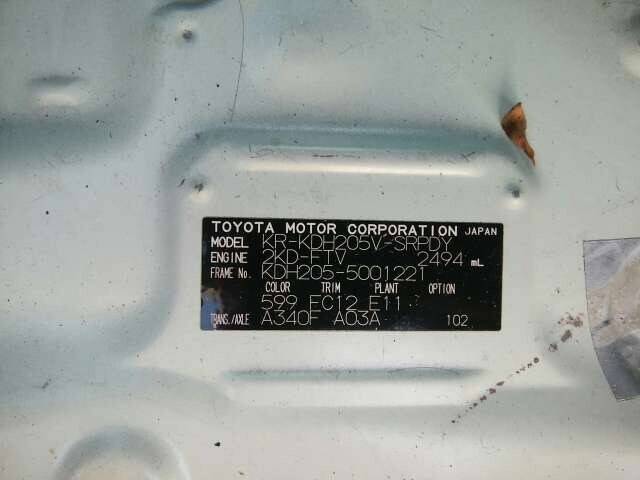 TOYOTA MOTOR CORPORATION JAPAN
MODEL KR-KDH205V-SRPDY
ENGINE 2KD-FTV 2494 mL
FRAME No. KDH205-5001221
COLOR TRIM PLANT OPTION
599 FC12 E11
TRANS./AXLE A340F A03A 102